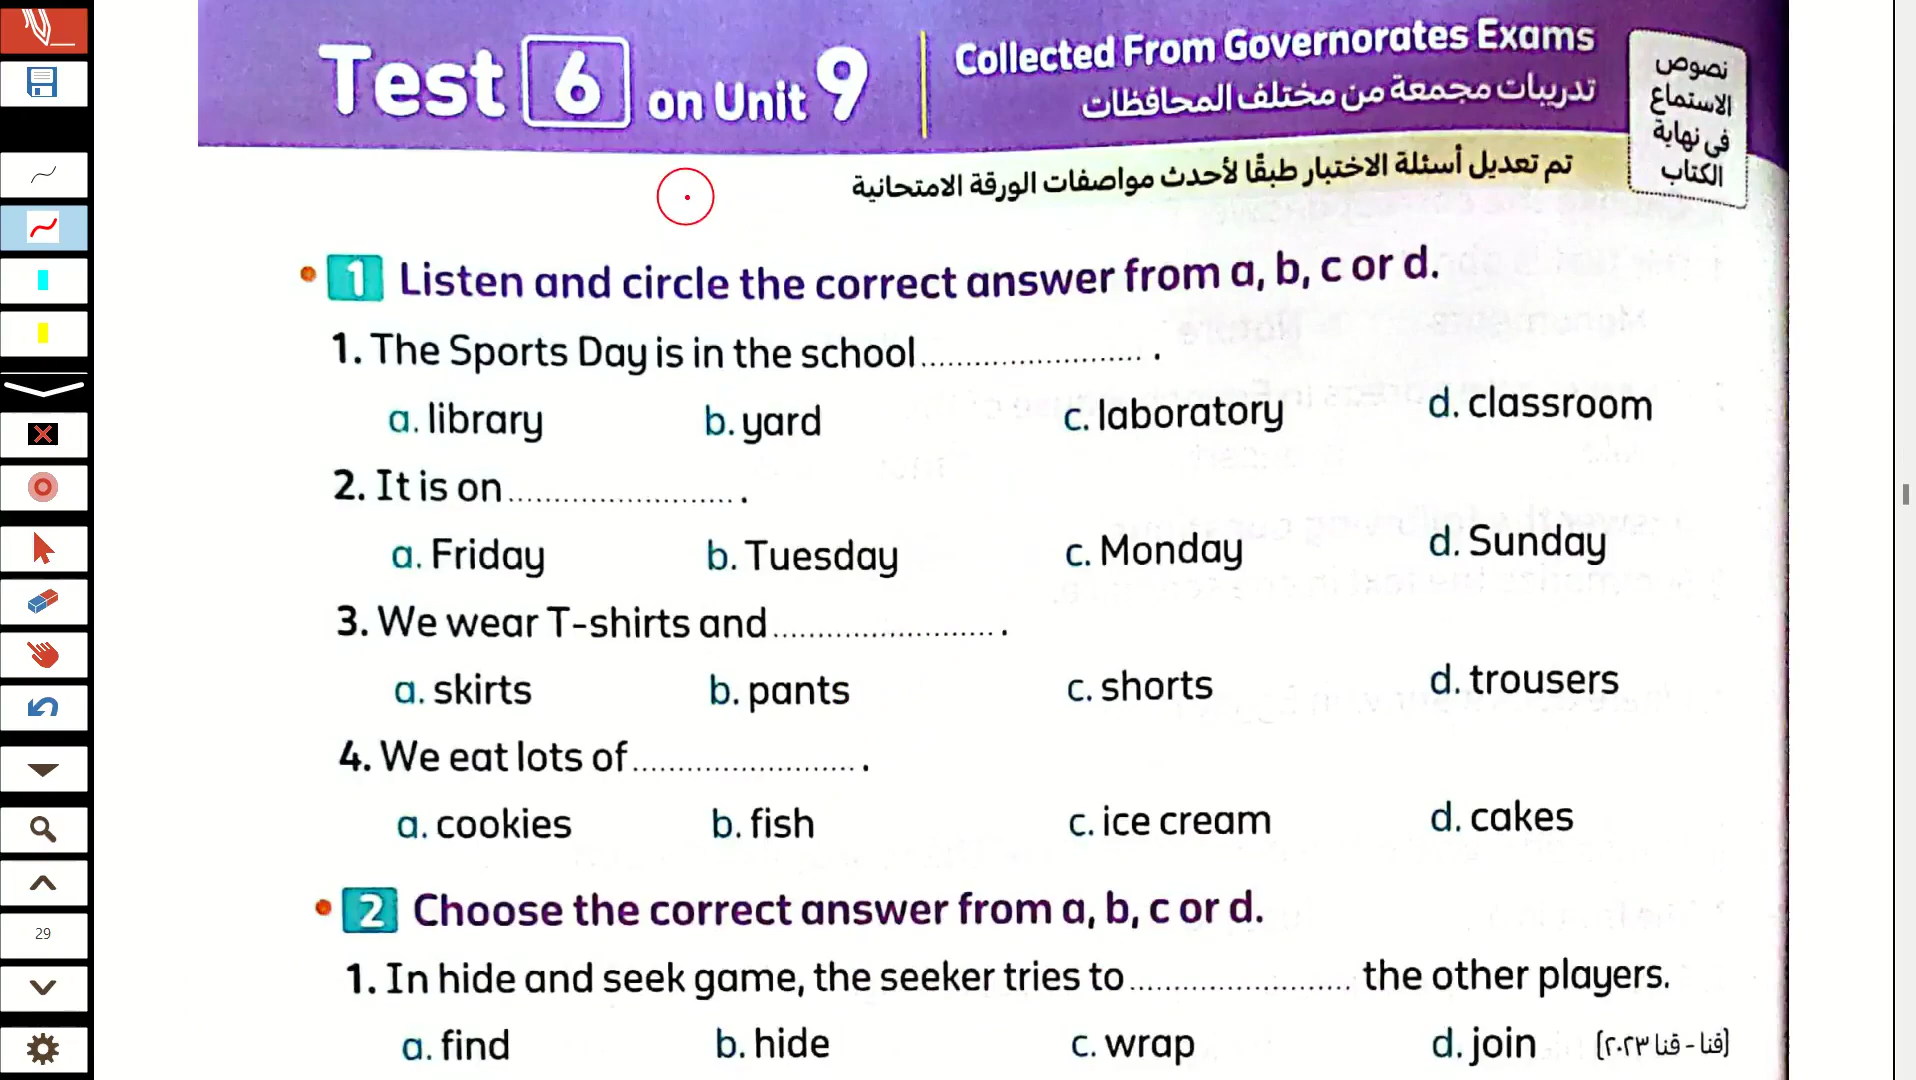 Test 6 on Unit 9
Collected From Governorates Exams
تدريبات مجمعة من مختلف المحافظات
نصوص
الاستماع
فى نهاية
الكتاب
تم تعديل أسئلة الاختبار طبقًا لأحدث مواصفات الورقة الامتحانية
1 Listen and circle the correct answer from a, b, c or d.
1. The Sports Day is in the school ........................ .
a. library b. yard c. laboratory d. classroom
2. It is on ........................ .
a. Friday b. Tuesday c. Monday d. Sunday
3. We wear T-shirts and ........................ .
a. skirts b. pants c. shorts d. trousers
4. We eat lots of ........................ .
a. cookies b. fish c. ice cream d. cakes
2 Choose the correct answer from a, b, c or d.
1. In hide and seek game, the seeker tries to ........................ the other players.
a. find b. hide c. wrap d. join (قنا - قنا ٢٠٢٣)
29